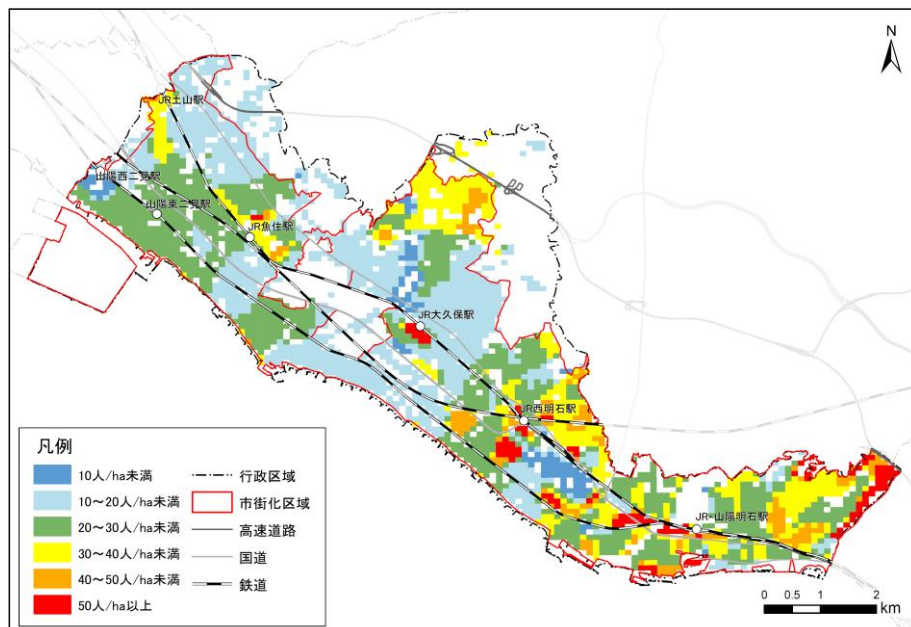 N
JR土山駅
山陽西二見駅
山陽東二見駅
JR魚住駅
JR大久保駅
JR西明石駅
JR・山陽明石駅
凡例
10人/ha未満
10～20人/ha未満
20～30人/ha未満
30～40人/ha未満
40～50人/ha未満
50人/ha以上
行政区域
市街化区域
高速道路
国道
鉄道
0 0.5 1 2
km